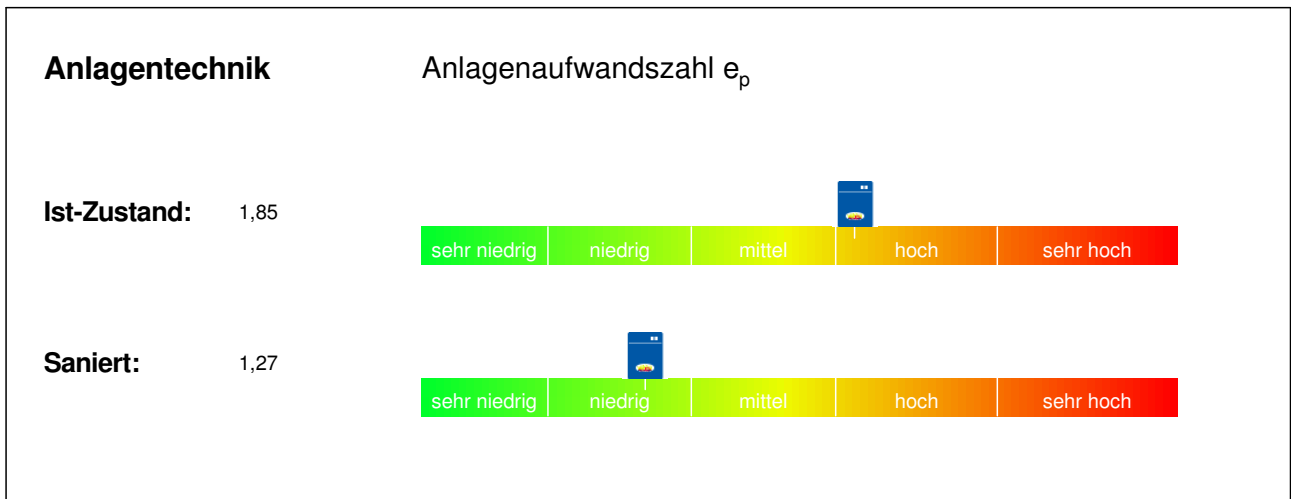 Anlagentechnik Anlagenaufwandszahl e_p
Ist-Zustand: 1,85
sehr niedrig niedrig mittel hoch sehr hoch
Saniert: 1,27
sehr niedrig niedrig mittel hoch sehr hoch